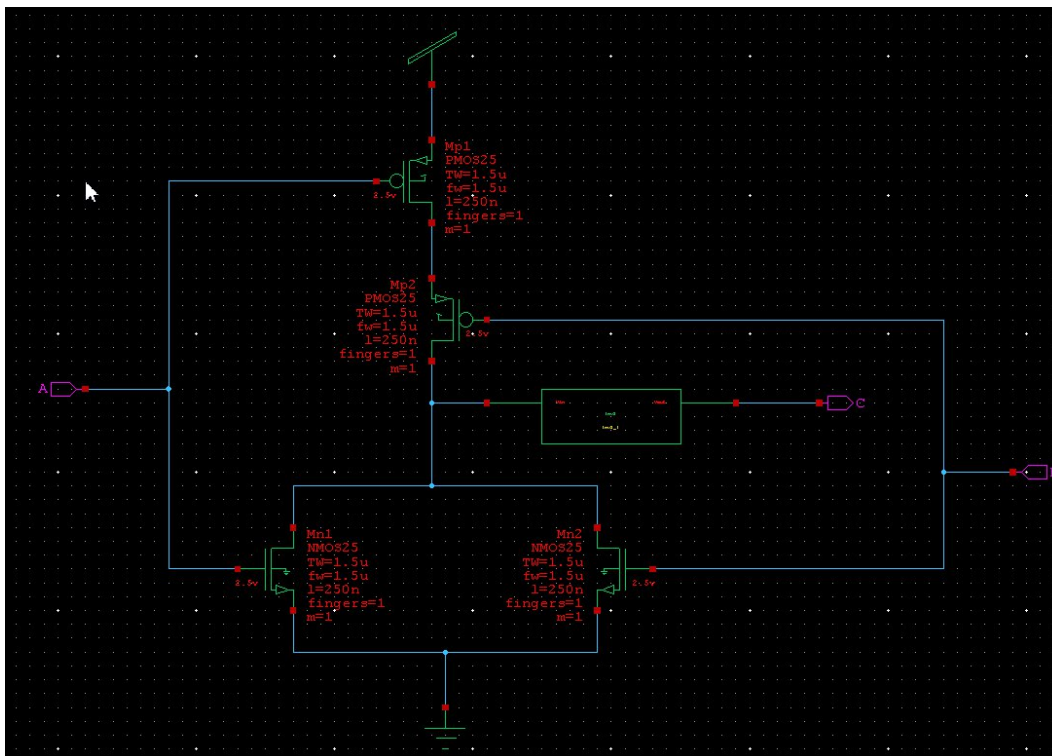 Mp1
PMOS25
TW=1.5u
fw=1.5u
l=250n
fingers=1
m=1
2.5v
Mp2
PMOS25
TW=1.5u
fw=1.5u
l=250n
fingers=1
m=1
2.5v
A
C
Mn1
NMOS25
TW=1.5u
fw=1.5u
l=250n
fingers=1
m=1
2.5v
Mn2
NMOS25
TW=1.5u
fw=1.5u
l=250n
fingers=1
m=1
2.5v